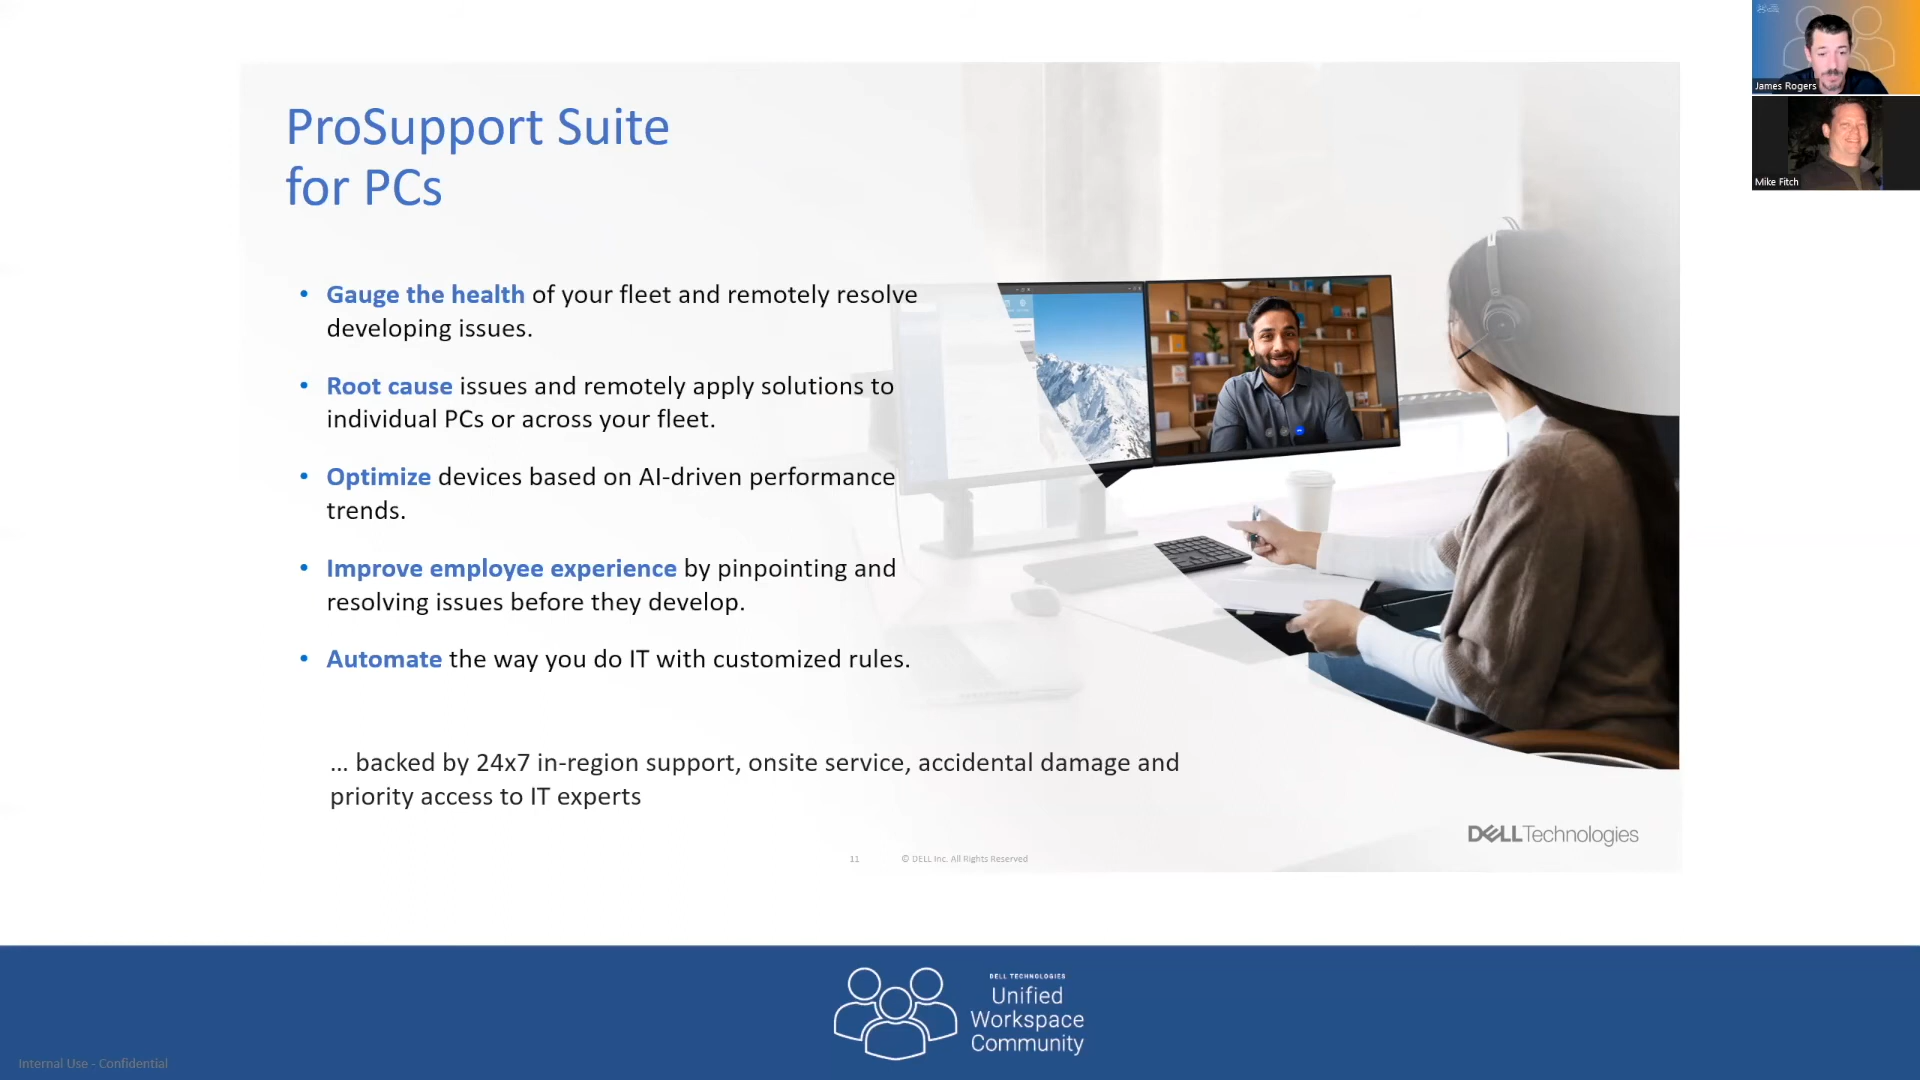 ProSupport Suite
for PCs
• Gauge the health of your fleet and remotely resolve
developing issues.
• Root cause issues and remotely apply solutions to
individual PCs or across your fleet.
• Optimize devices based on AI-driven performance
trends.
• Improve employee experience by pinpointing and
resolving issues before they develop.
• Automate the way you do IT with customized rules.
... backed by 24x7 in-region support, onsite service, accidental damage and
priority access to IT experts
DELL Technologies
11 © DELL Inc. All Rights Reserved
James Rogers
Mike Fitch
DELL TECHNOLOGIES
Unified
Workspace
Community
Internal Use - Confidential